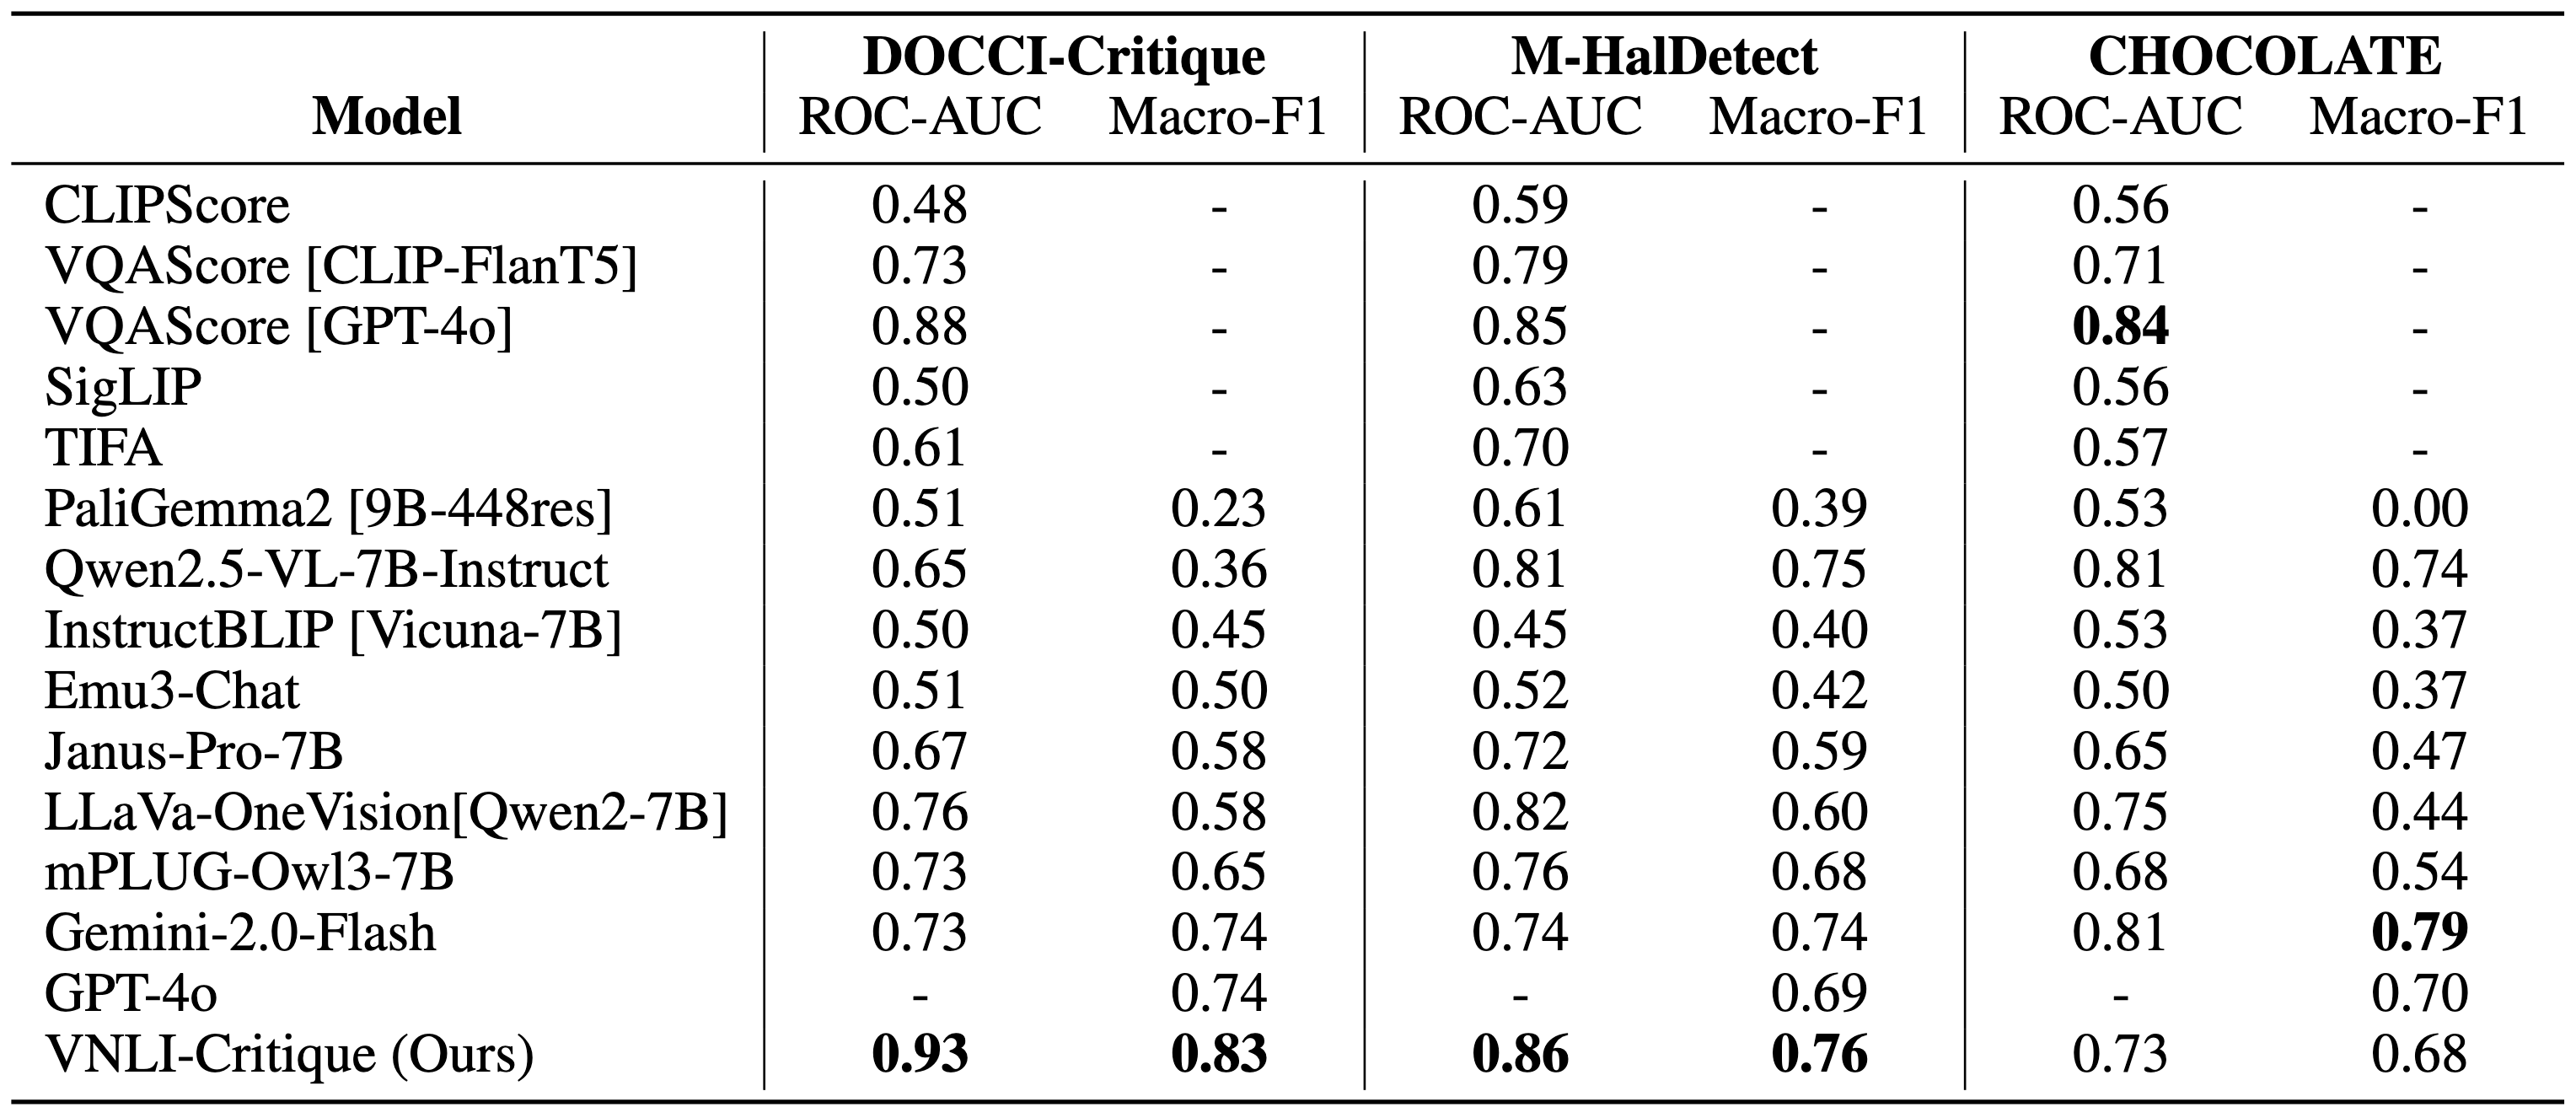 DOCCI-Critique M-HalDetect CHOCOLATE
Model ROC-AUC Macro-F1 ROC-AUC Macro-F1 ROC-AUC Macro-F1
CLIPScore 0.48 - 0.59 - 0.56 -
VQAScore [CLIP-FlanT5] 0.73 - 0.79 - 0.71 -
VQAScore [GPT-4o] 0.88 - 0.85 - 0.84 -
SigLIP 0.50 - 0.63 - 0.56 -
TIFA 0.61 - 0.70 - 0.57 -
PaliGemma2 [9B-448res] 0.51 0.23 0.61 0.39 0.53 0.00
Qwen2.5-VL-7B-Instruct 0.65 0.36 0.81 0.75 0.81 0.74
InstructBLIP [Vicuna-7B] 0.50 0.45 0.45 0.40 0.53 0.37
Emu3-Chat 0.51 0.50 0.52 0.42 0.50 0.37
Janus-Pro-7B 0.67 0.58 0.72 0.59 0.65 0.47
LLaVa-OneVision[Qwen2-7B] 0.76 0.58 0.82 0.60 0.75 0.44
mPLUG-Owl3-7B 0.73 0.65 0.76 0.68 0.68 0.54
Gemini-2.0-Flash 0.73 0.74 0.74 0.74 0.81 0.79
GPT-4o - 0.74 - 0.69 - 0.70
VNLI-Critique (Ours) 0.93 0.83 0.86 0.76 0.73 0.68